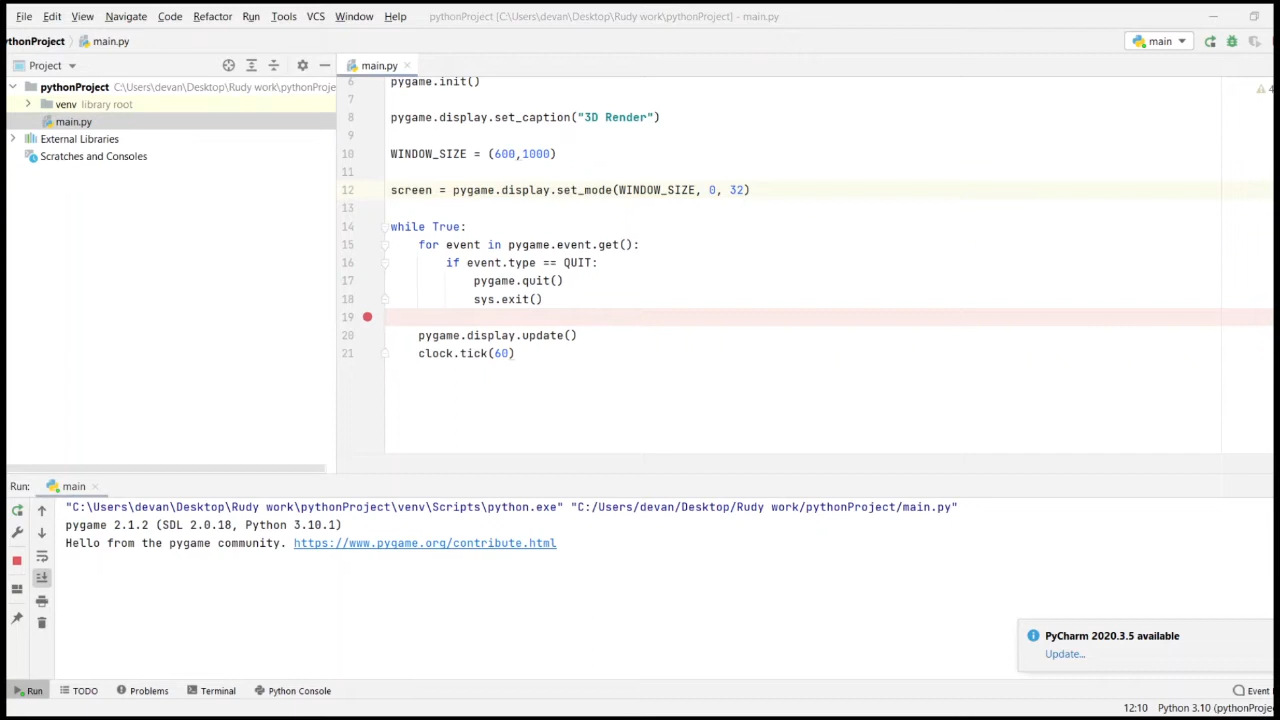 File Edit View Navigate Code Refactor Run Tools VCS Window Help pythonProject [C:\Users\devan\Desktop\Rudy work\pythonProject] - main.py
ythonProject main.py main
Project main.py
pythonProject C:\Users\devan\Desktop\Rudy work\pythonProje
venv library root
main.py
External Libraries
Scratches and Consoles
6 pygame.init()
7
8 pygame.display.set_caption("3D Render")
9
10 WINDOW_SIZE = (600,1000)
11
12 screen = pygame.display.set_mode(WINDOW_SIZE, 0, 32)
13
14 while True:
15 for event in pygame.event.get():
16 if event.type == QUIT:
17 pygame.quit()
18 sys.exit()
19
20 pygame.display.update()
21 clock.tick(60)
4
Run: main
"C:\Users\devan\Desktop\Rudy work\pythonProject\venv\Scripts\python.exe" "C:/Users/devan/Desktop/Rudy work/pythonProject/main.py"
pygame 2.1.2 (SDL 2.0.18, Python 3.10.1)
Hello from the pygame community. https://www.pygame.org/contribute.html
PyCharm 2020.3.5 available
Update...
Run TODO Problems Terminal Python Console Event
12:10 Python 3.10 (pythonProjec